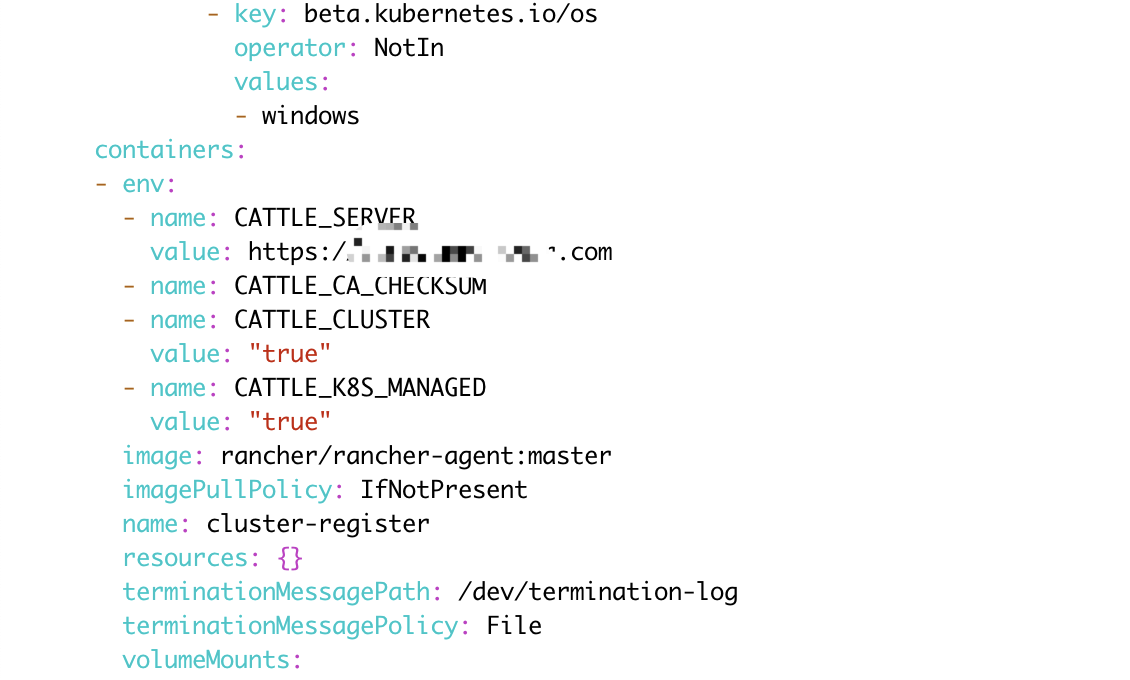 - key: beta.kubernetes.io/os
operator: NotIn
values:
- windows
containers:
- env:
- name: CATTLE_SERVER
value: https:/ .com
- name: CATTLE_CA_CHECKSUM
- name: CATTLE_CLUSTER
value: "true"
- name: CATTLE_K8S_MANAGED
value: "true"
image: rancher/rancher-agent:master
imagePullPolicy: IfNotPresent
name: cluster-register
resources: {}
terminationMessagePath: /dev/termination-log
terminationMessagePolicy: File
volumeMounts: